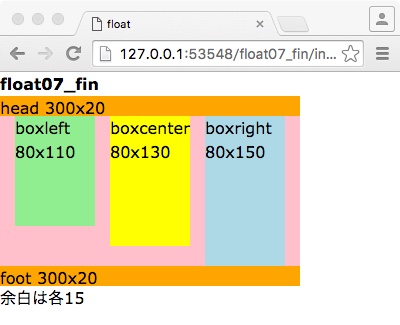 float
127.0.0.1:53548/float07_fin/in...
float07_fin
head 300x20
boxleft boxcenter boxright
80x110 80x130 80x150
foot 300x20
余白は各15